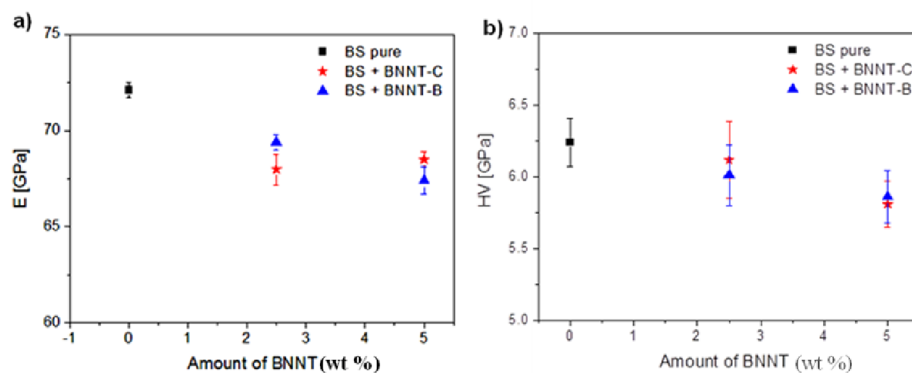 a)
BS pure
BS + BNNT-C
BS + BNNT-B
E [GPa]
75
70
65
60
-1
0
1
2
3
4
5
Amount of BNNT (wt %)
b)
BS pure
BS + BNNT-C
BS + BNNT-B
HV [GPa]
7.0
6.5
6.0
5.5
5.0
0
1
2
3
4
5
Amount of BNNT (wt %)